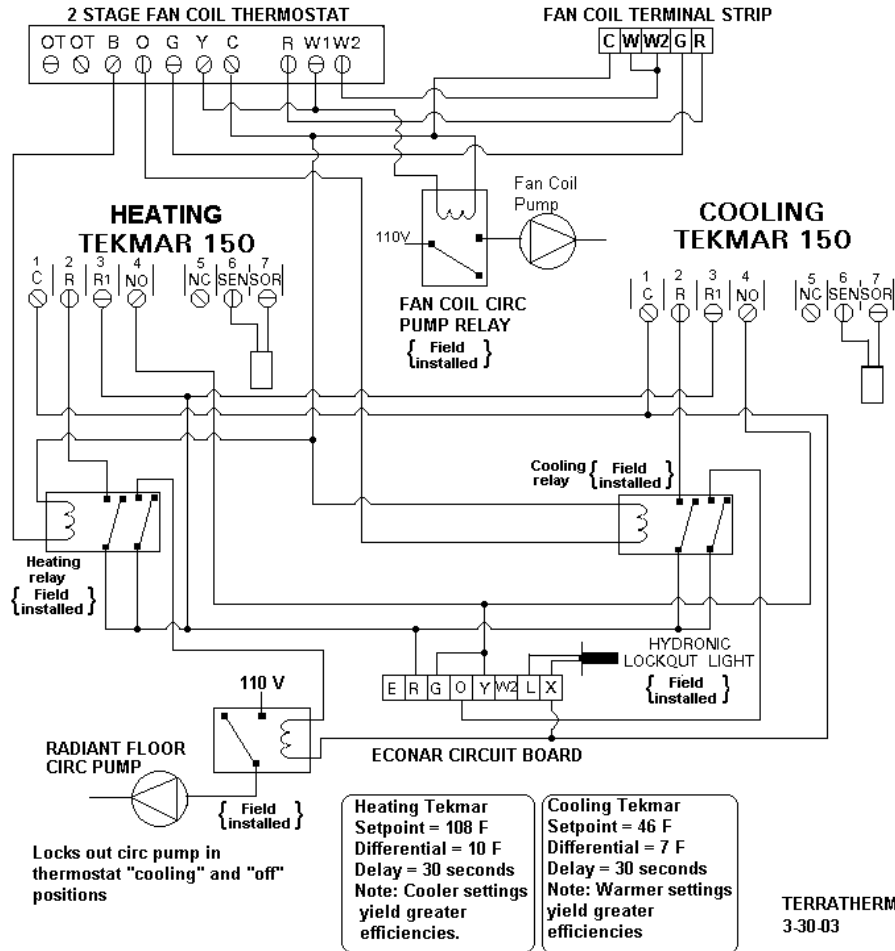 2 STAGE FAN COIL THERMOSTAT
OT OT B O G Y C R W1 W2
FAN COIL TERMINAL STRIP
C W W2 G R
HEATING
TEKMAR 150
1 2 3 4 5 6 7
C R R1 NO NC SENSOR
110V
Fan Coil
Pump
FAN COIL CIRC
PUMP RELAY
{ Field
installed }
COOLING
TEKMAR 150
1 2 3 4 5 6 7
C R R1 NO NC SENSOR
Cooling
relay
{ Field
installed }
Heating
relay
{ Field
installed }
HYDRONIC
LOCKQUT LIGHT
{ Field
installed }
E R G O Y W2 L X
ECONAR CIRCUIT BOARD
110 V
RADIANT FLOOR
CIRC PUMP
{ Field
installed }
Locks out circ pump in
thermostat "cooling" and "off"
positions
Heating Tekmar
Setpoint = 108 F
Differential = 10 F
Delay = 30 seconds
Note: Cooler settings
yield greater
efficiencies.
Cooling Tekmar
Setpoint = 46 F
Differential = 7 F
Delay = 30 seconds
Note: Warmer settings
yield greater
efficiencies
TERRATHERM
3-30-03